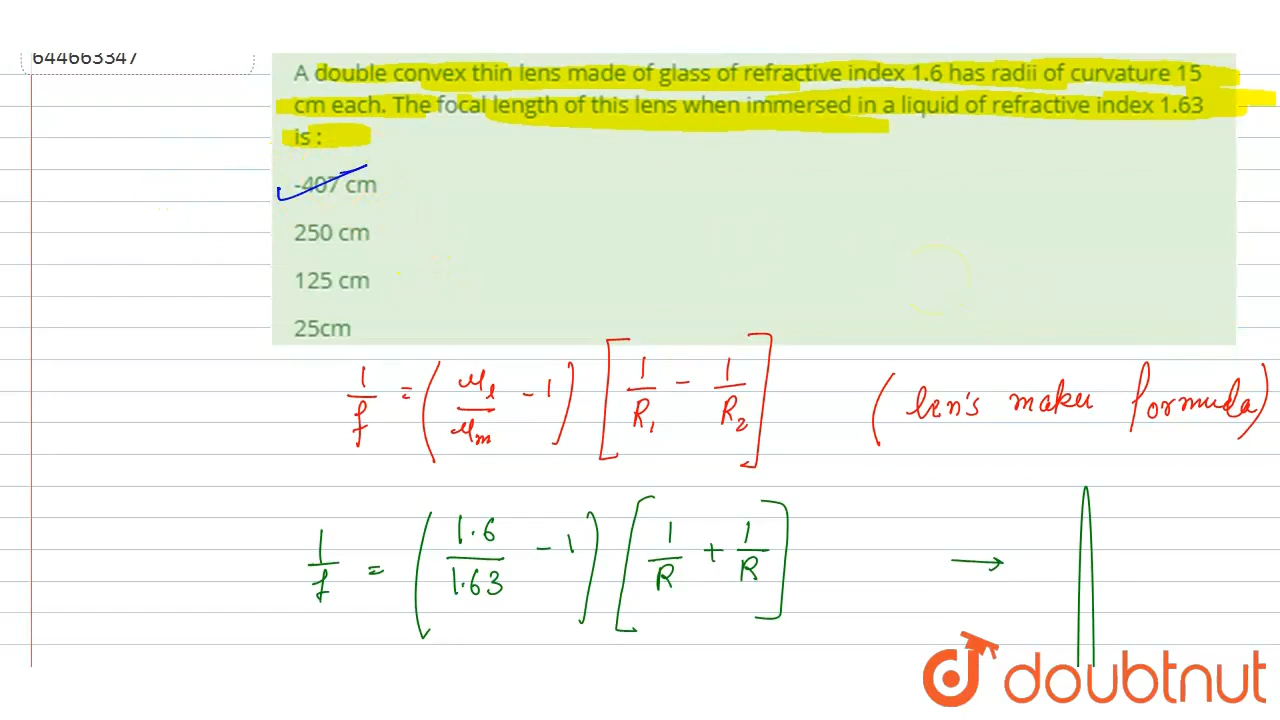 644663347
A double convex thin lens made of glass of refractive index 1.6 has radii of curvature 15
cm each. The focal length of this lens when immersed in a liquid of refractive index 1.63
is :
-407 cm
250 cm
125 cm
25cm
1/f = (μl/μm - 1) [1/R1 - 1/R2] (len's maker formula)
1/f = (1.6/1.63 - 1) [1/R + 1/R] →
doubtnut